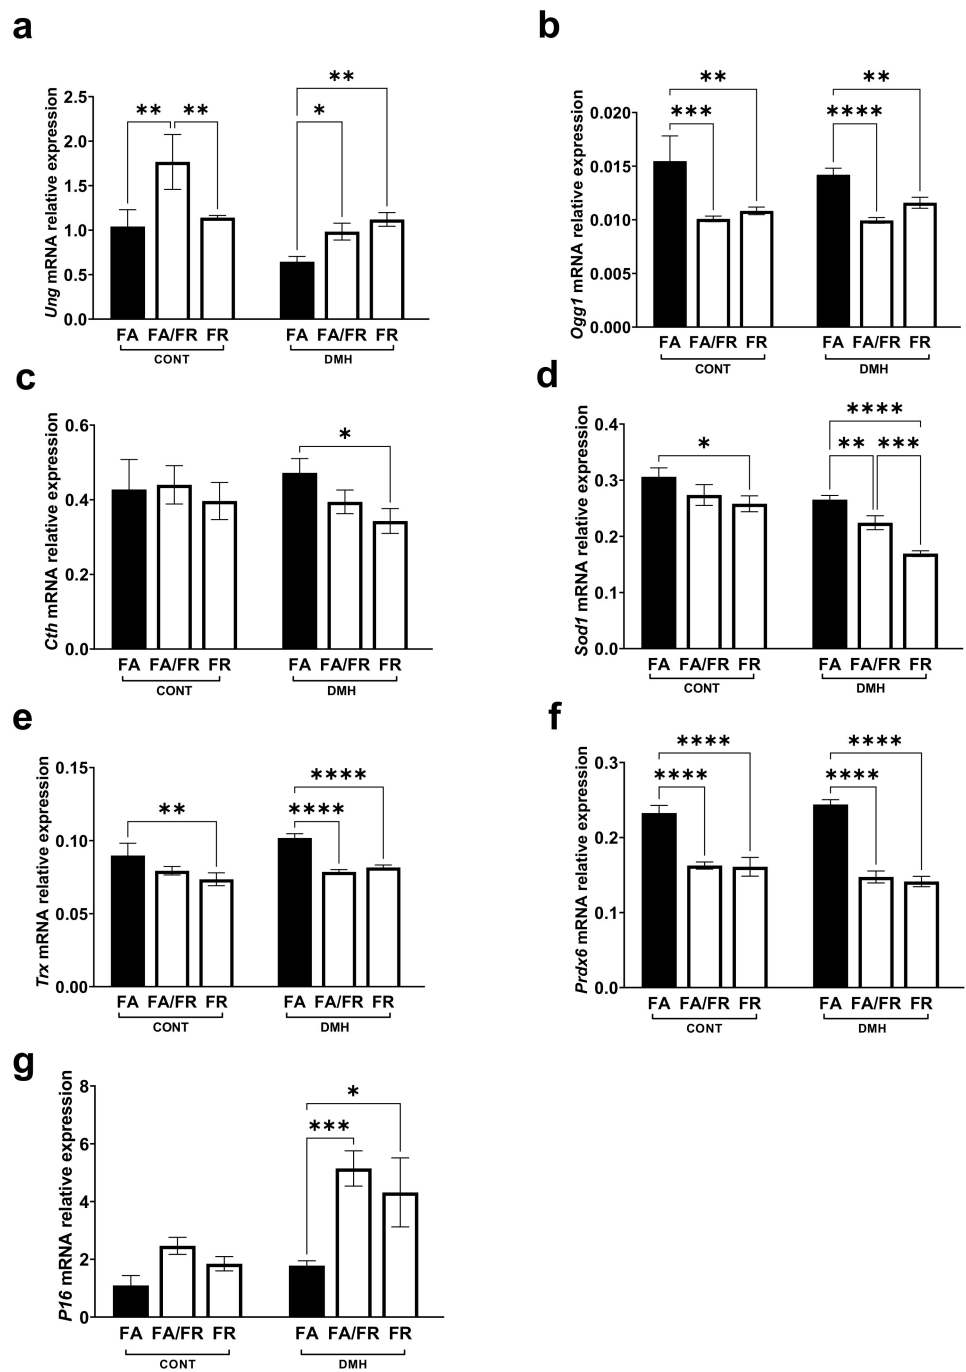 a
Ung mRNA relative expression
2.5
2.0
1.5
1.0
0.5
0.0
** **
* **
FA FA/FR FR FA FA/FR FR
CONT DMH
b
Ogg1 mRNA relative expression
0.020
0.015
0.010
0.005
0.000
*** **
**** **
FA FA/FR FR FA FA/FR FR
CONT DMH
c
Cth mRNA relative expression
0.6
0.4
0.2
0.0
*
FA FA/FR FR FA FA/FR FR
CONT DMH
d
Sod1 mRNA relative expression
0.4
0.3
0.2
0.1
0.0
*
****
** ***
FA FA/FR FR FA FA/FR FR
CONT DMH
e
Trx mRNA relative expression
0.15
0.10
0.05
0.00
**
****
****
FA FA/FR FR FA FA/FR FR
CONT DMH
f
Prdx6 mRNA relative expression
0.3
0.2
0.1
0.0
**** ****
**** ****
FA FA/FR FR FA FA/FR FR
CONT DMH
g
P16 mRNA relative expression
8
6
4
2
0
*
***
FA FA/FR FR FA FA/FR FR
CONT DMH